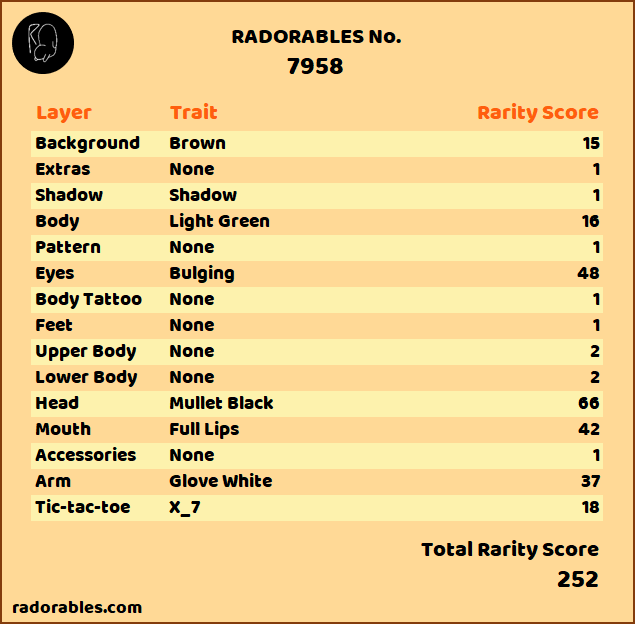 RADORABLES No.
7958
Layer Trait Rarity Score
Background Brown 15
Extras None 1
Shadow Shadow 1
Body Light Green 16
Pattern None 1
Eyes Bulging 48
Body Tattoo None 1
Feet None 1
Upper Body None 2
Lower Body None 2
Head Mullet Black 66
Mouth Full Lips 42
Accessories None 1
Arm Glove White 37
Tic-tac-toe X_7 18
Total Rarity Score
252
radorables.com